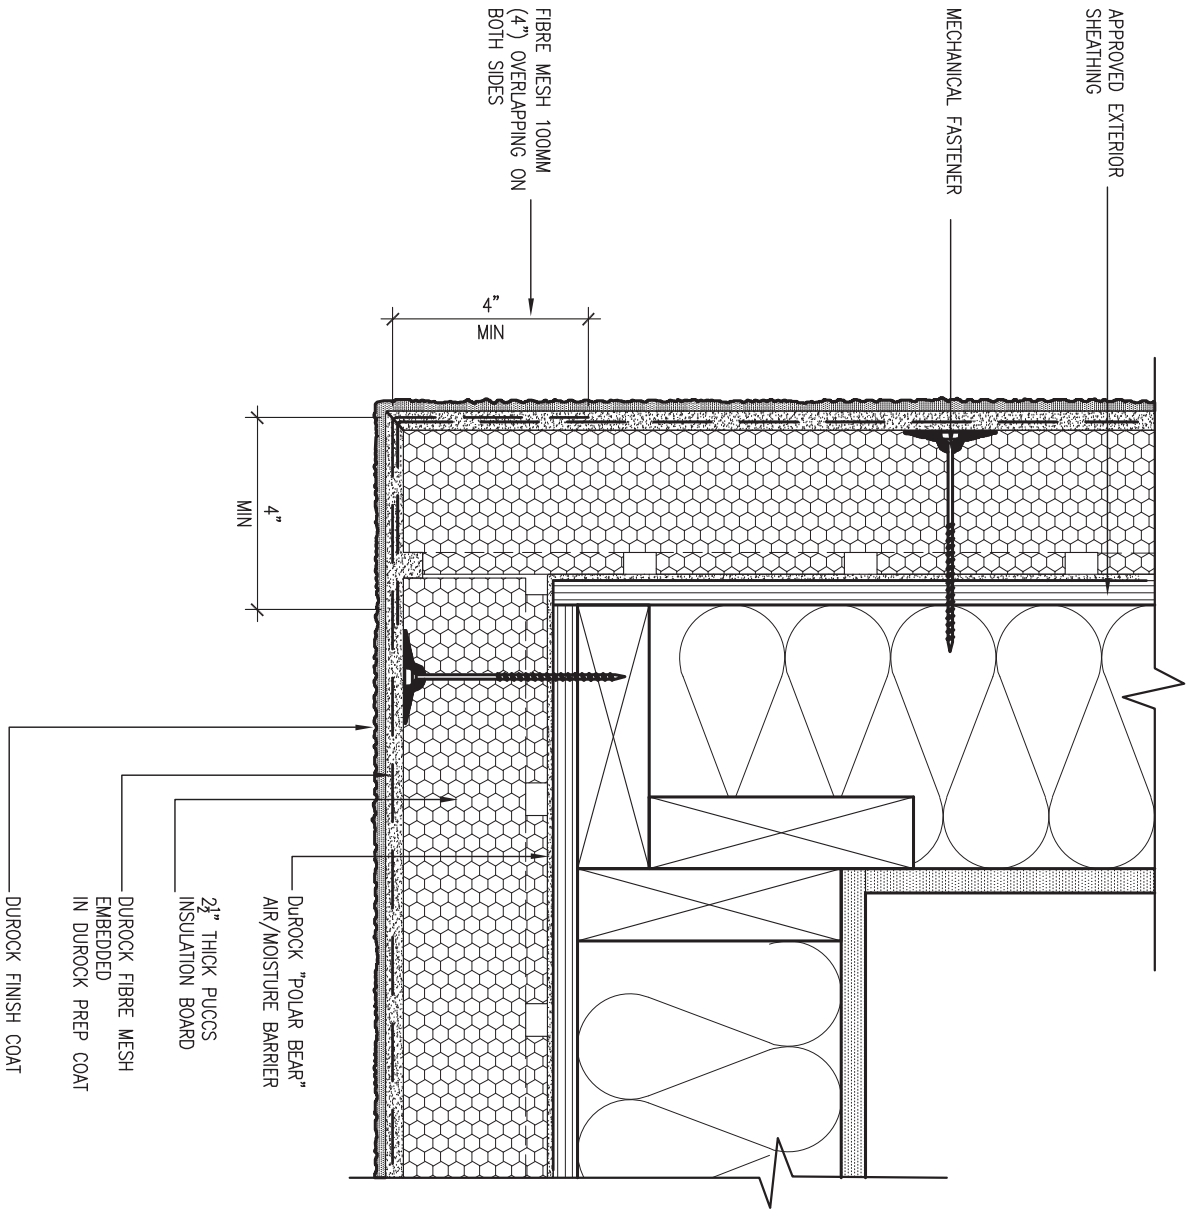 APPROVED EXTERIOR
SHEATHING
MECHANICAL FASTENER
FIBRE MESH 100MM
(4") OVERLAPPING ON
BOTH SIDES
4"
MIN
4"
MIN
DuROCK "POLAR BEAR"
AIR/MOISTURE BARRIER
2½" THICK PUCCS
INSULATION BOARD
DUROCK FIBRE MESH
EMBEDDED
IN DUROCK PREP COAT
DUROCK FINISH COAT